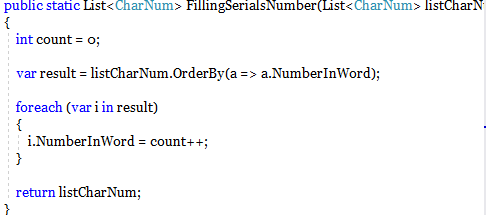 public static List<CharNum> FillingSerialsNumber(List<CharNum> listCharN
{
int count = 0;
var result = listCharNum.OrderBy(a => a.NumberInWord);
foreach (var i in result)
{
i.NumberInWord = count++;
}
return listCharNum;
}